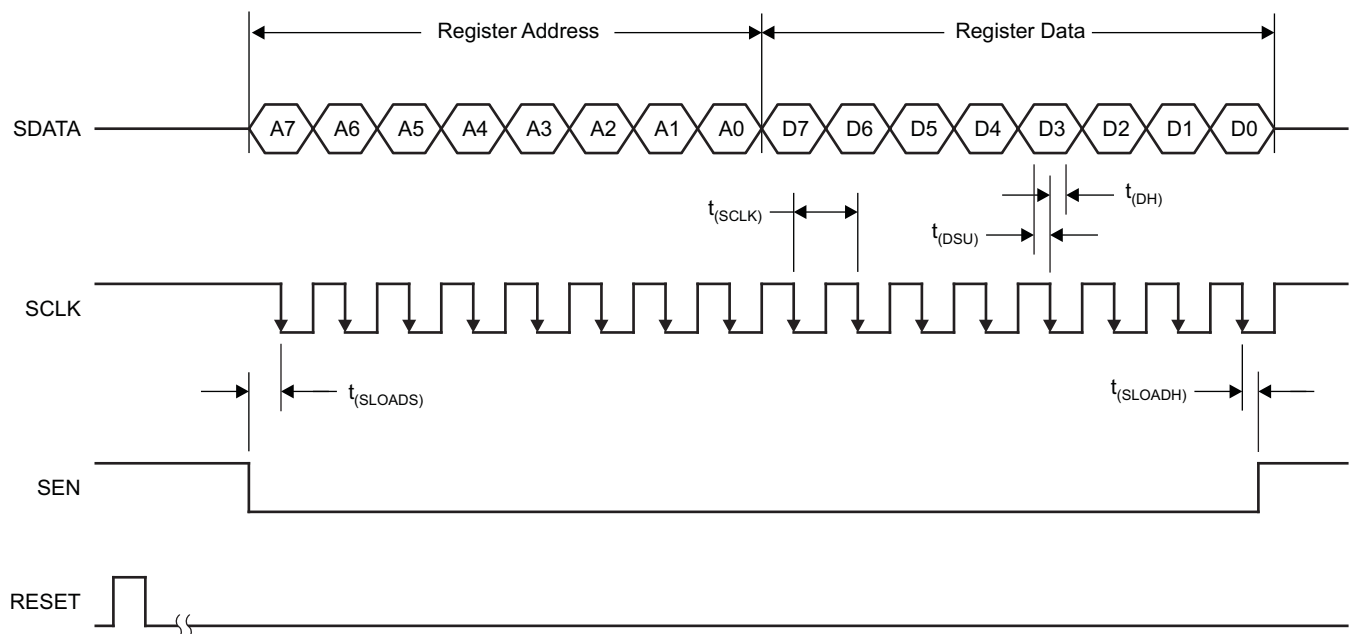 Register Address
Register Data
SDATA
A7 A6 A5 A4 A3 A2 A1 A0 D7 D6 D5 D4 D3 D2 D1 D0
t(DH)
t(SCLK)
t(DSU)
SCLK
t(SLOADS)
t(SLOADH)
SEN
RESET